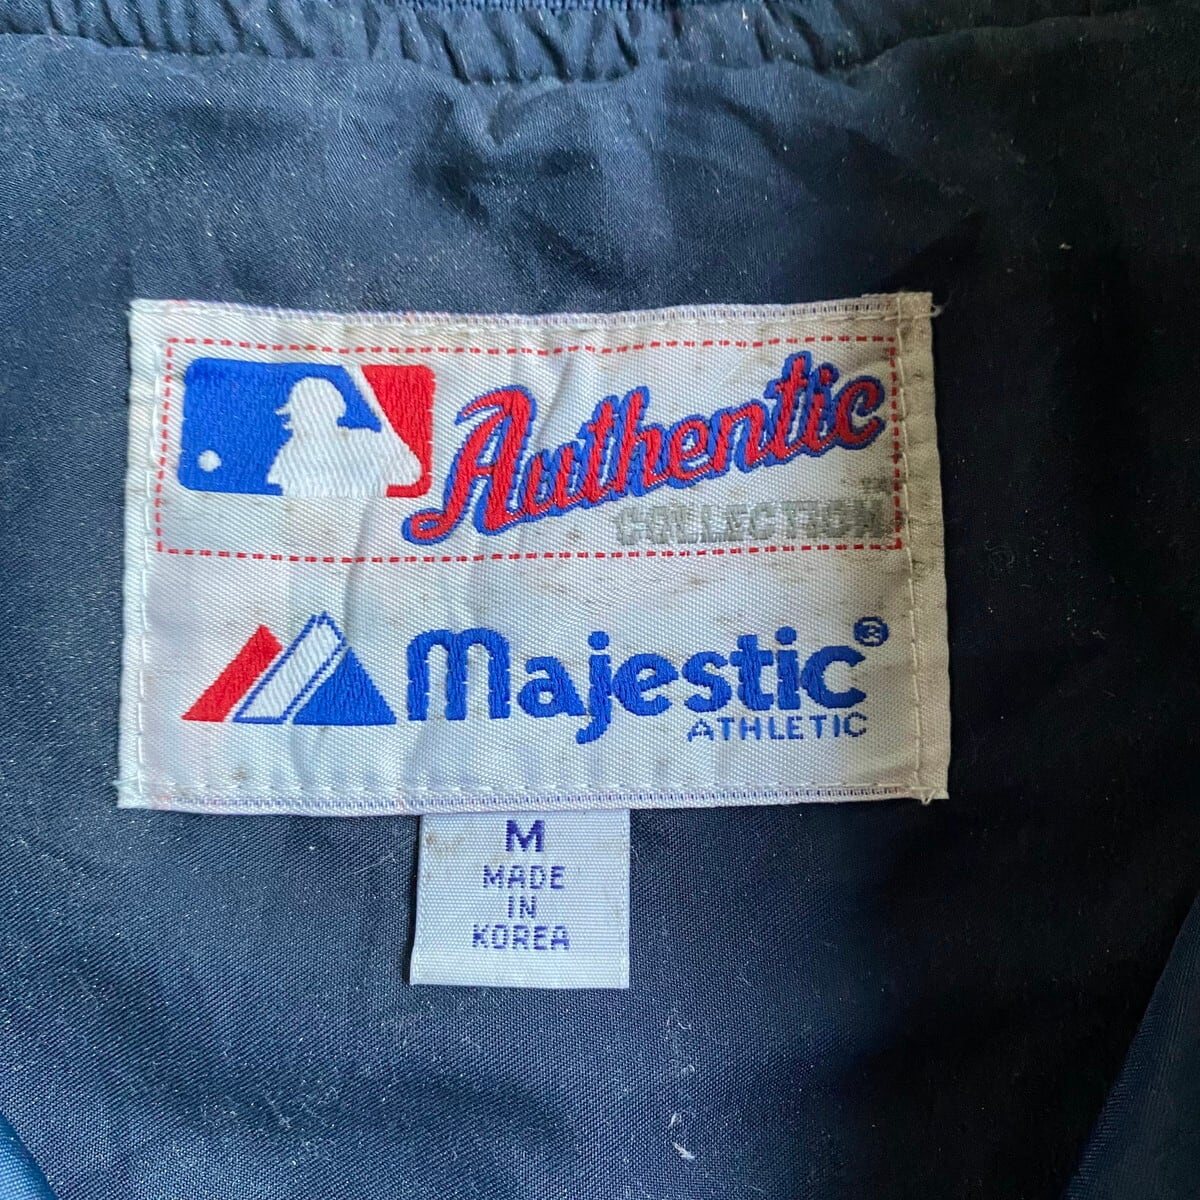 Authentic
COLLECTION
Majestic®
ATHLETIC
M
MADE
IN
KOREA